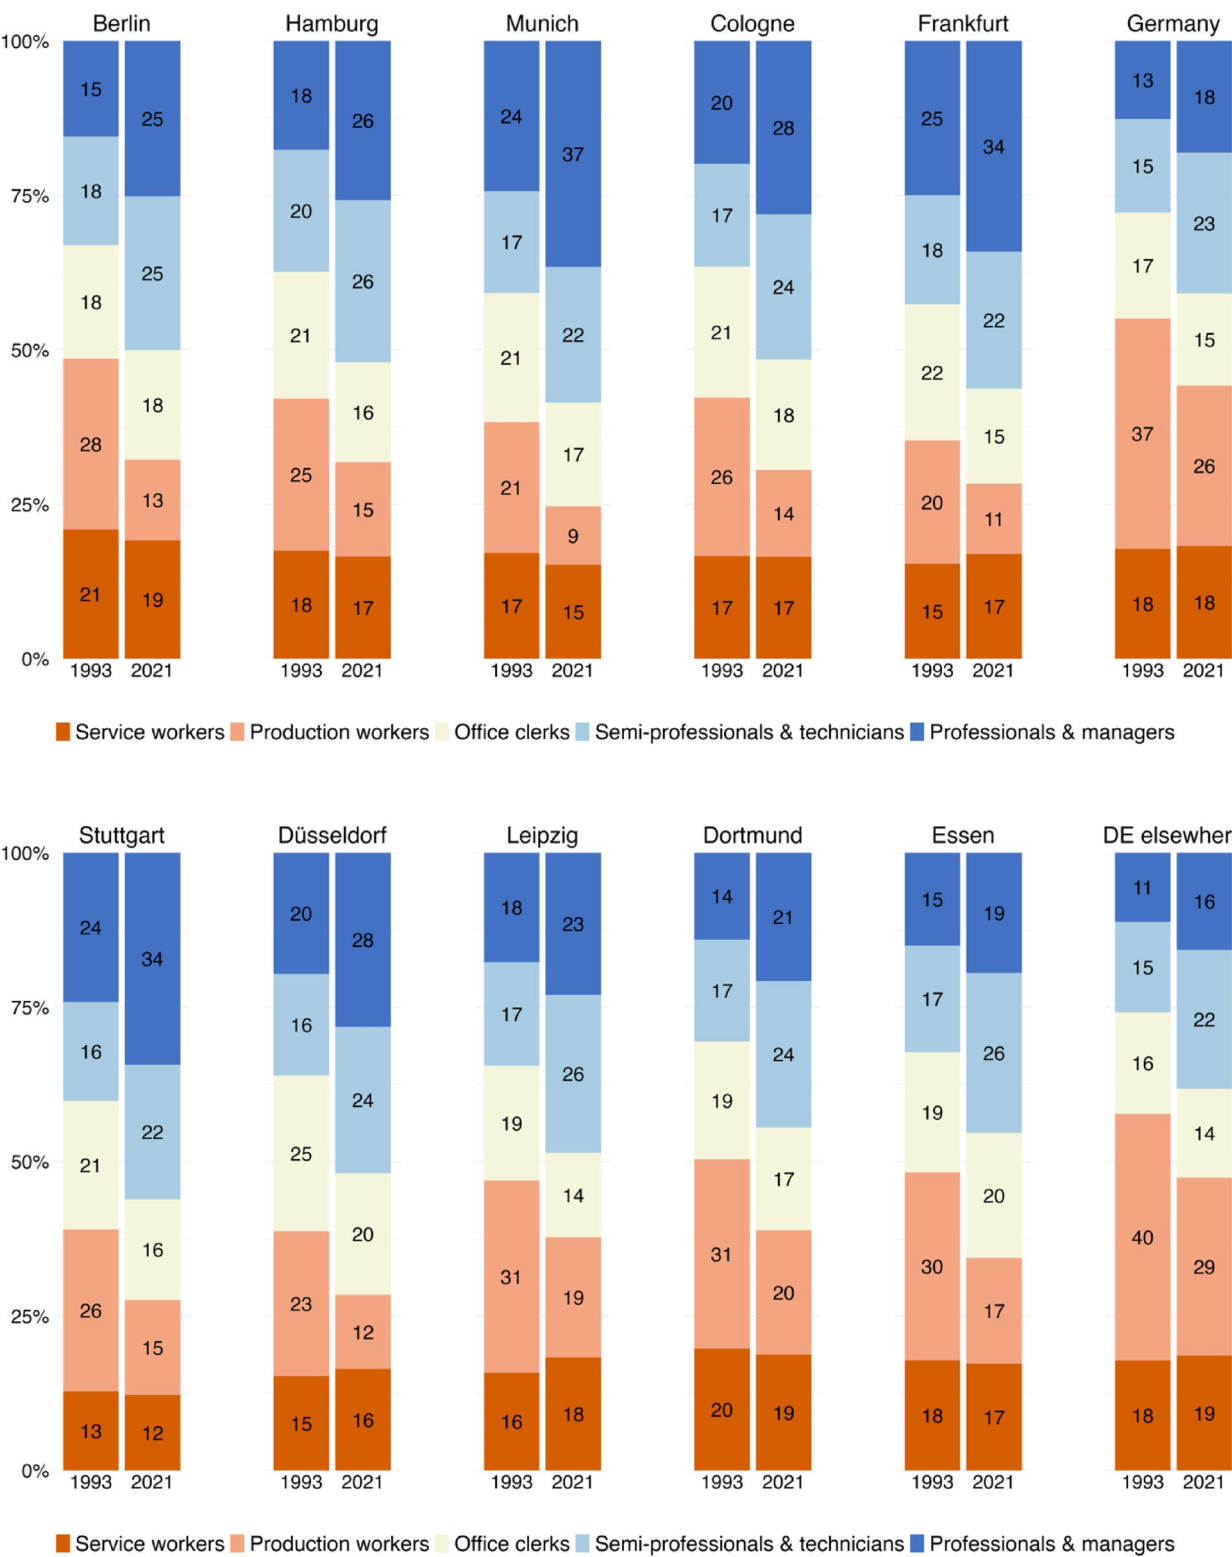 Berlin Hamburg Munich Cologne Frankfurt Germany
100%
75%
50%
25%
0%
15 18 18 28 21
25 25 18 13 19
18 20 21 25 18
26 26 16 15 17
24 17 21 21 17
37 22 17 9 15
20 17 21 26 17
28 24 18 14 17
25 18 22 20 15
34 22 15 11 17
13 15 17 37 18
18 23 15 26 18
1993 2021 1993 2021 1993 2021 1993 2021 1993 2021 1993 2021
Service workers Production workers Office clerks Semi-professionals & technicians Professionals & managers
Stuttgart Düsseldorf Leipzig Dortmund Essen DE elsewher
100%
75%
50%
25%
0%
24 16 21 26 13
34 22 16 15 12
20 16 25 23 15
28 24 20 12 16
18 17 19 31 16
23 26 14 19 18
14 17 19 31 20
21 24 17 20 19
15 17 19 30 18
19 26 20 17 17
11 15 16 40 18
16 22 14 29 19
1993 2021 1993 2021 1993 2021 1993 2021 1993 2021 1993 2021
Service workers Production workers Office clerks Semi-professionals & technicians Professionals & managers